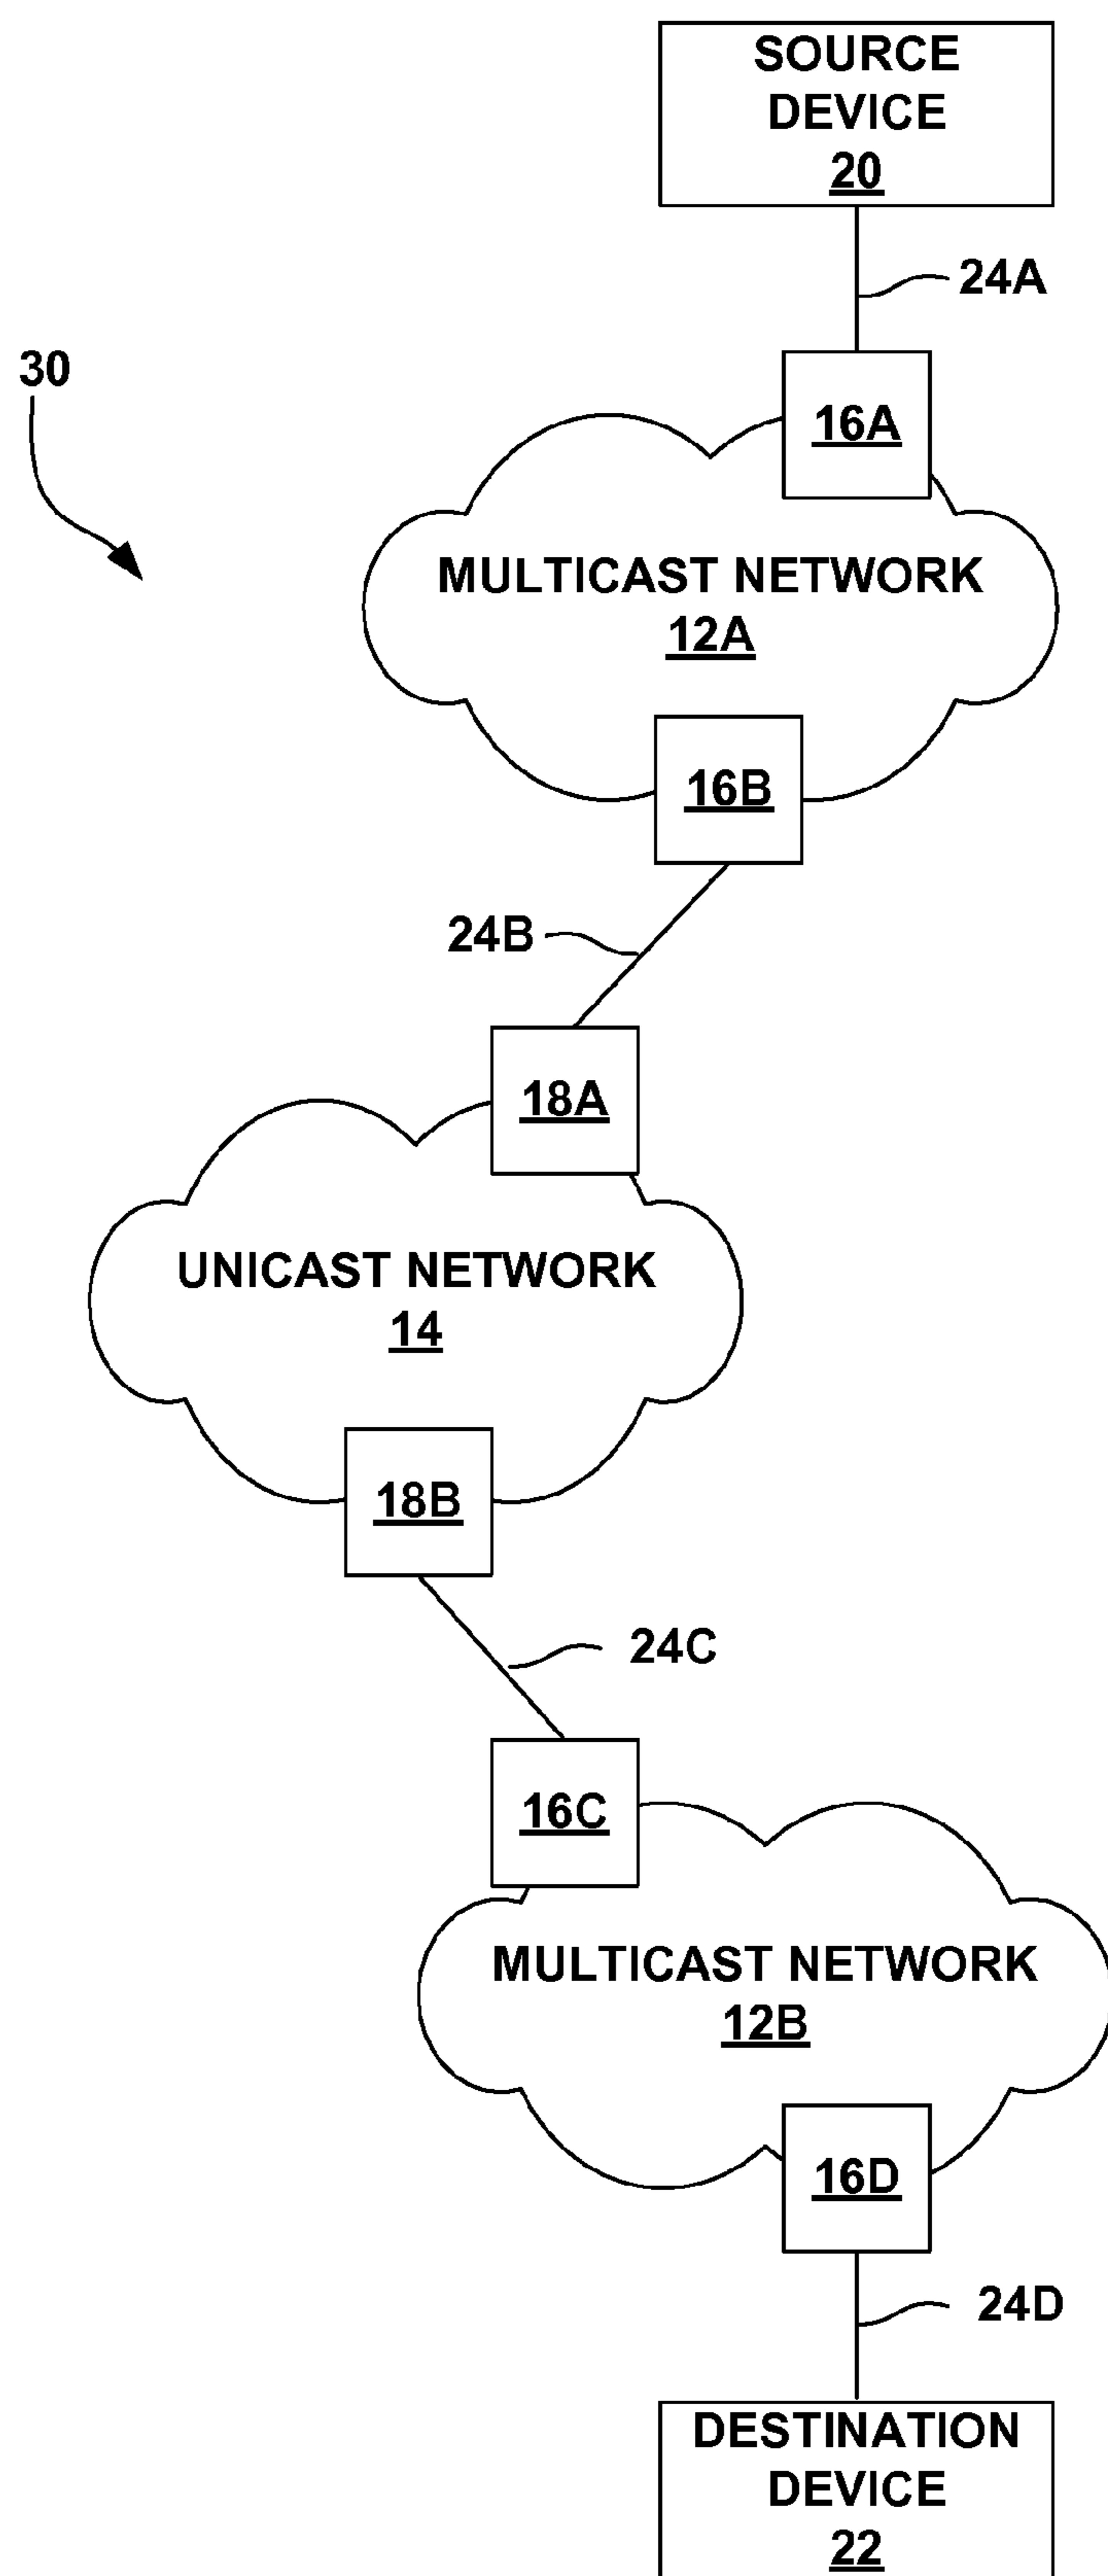 SOURCE
DEVICE
20
24A
30
16A
MULTICAST NETWORK
12A
16B
24B
18A
UNICAST NETWORK
14
18B
24C
16C
MULTICAST NETWORK
12B
16D
24D
DESTINATION
DEVICE
22